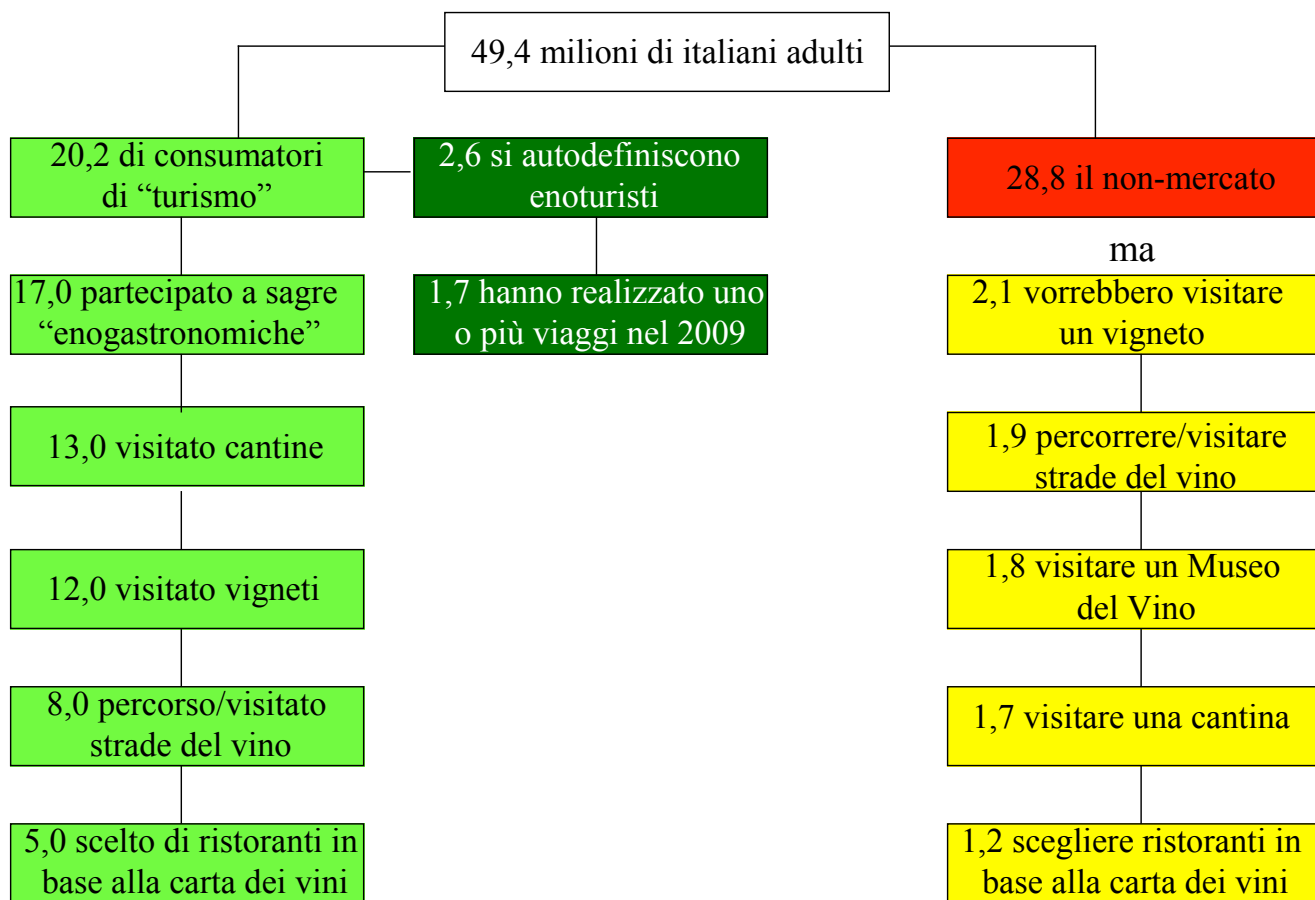 49,4 milioni di italiani adulti
20,2 di consumatori
di “turismo”
2,6 si autodefiniscono
enoturisti
28,8 il non-mercato
ma
17,0 partecipato a sagre
“enogastronomiche”
1,7 hanno realizzato uno
o più viaggi nel 2009
2,1 vorrebbero visitare
un vigneto
13,0 visitato cantine
1,9 percorrere/visitare
strade del vino
12,0 visitato vigneti
1,8 visitare un Museo
del Vino
8,0 percorso/visitato
strade del vino
1,7 visitare una cantina
5,0 scelto di ristoranti in
base alla carta dei vini
1,2 scegliere ristoranti in
base alla carta dei vini